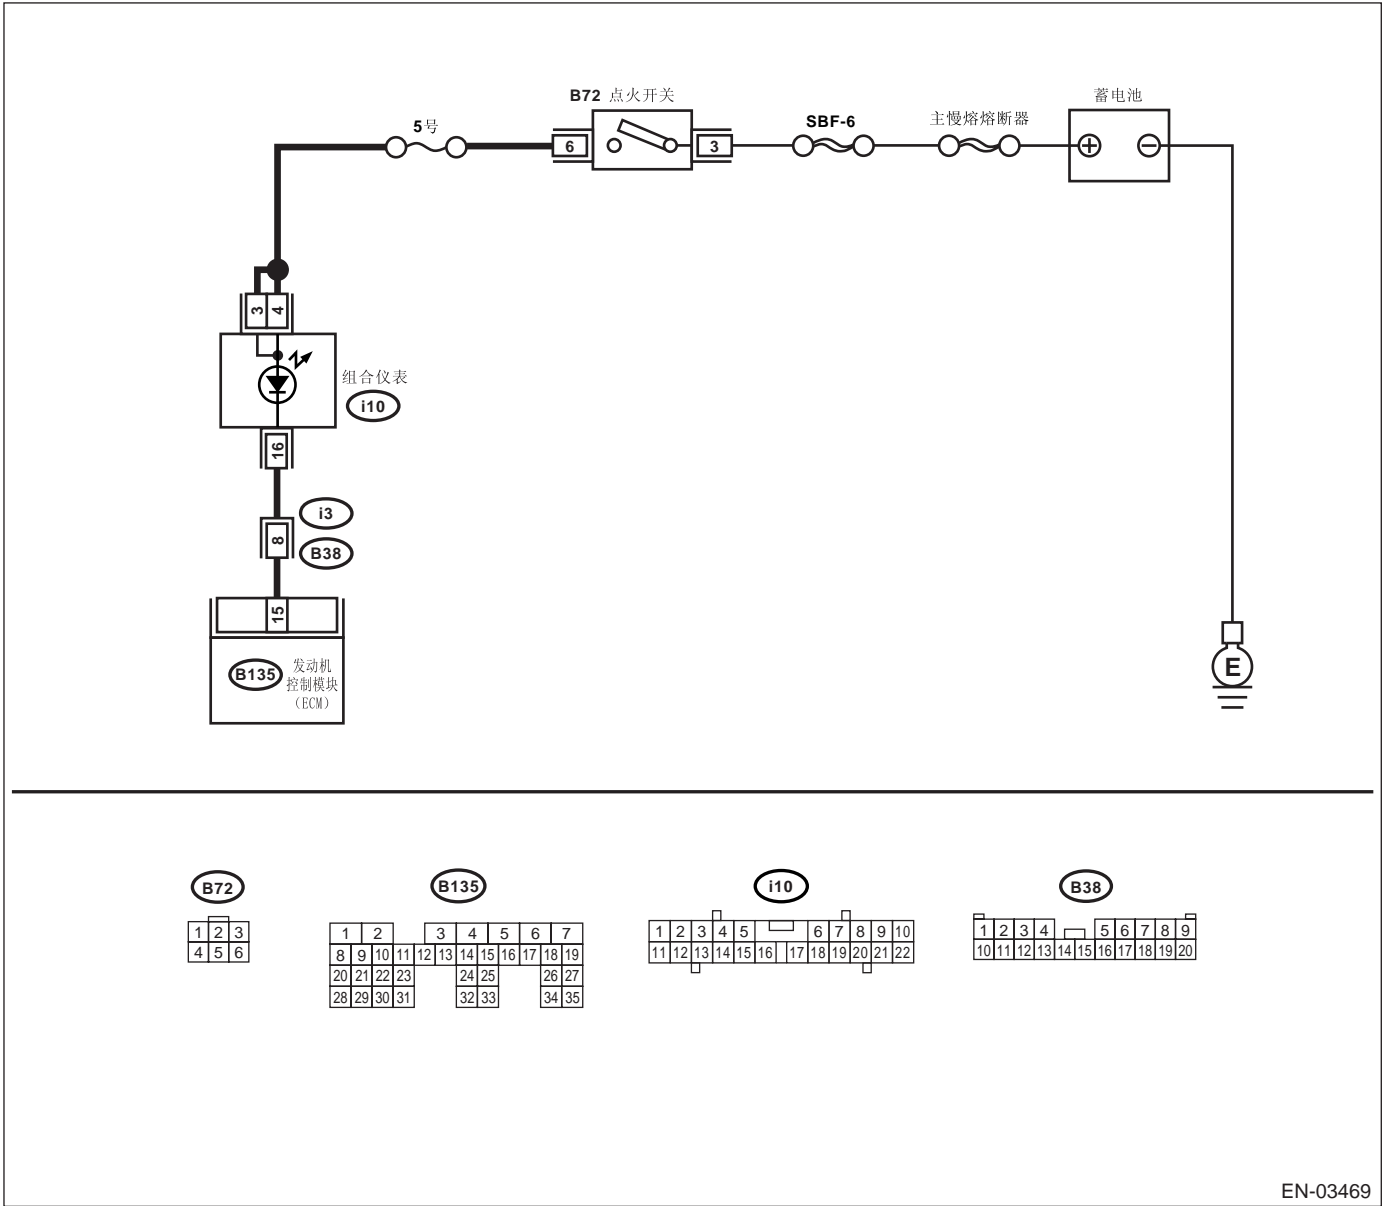 B72 点火开关
蓄电池
5号
SBF-6
主慢熔熔断器
6
3
3
4
组合仪表
i10
16
i3
8
B38
15
B135
发动机
控制模块
(ECM)
E
B72
B135
i10
B38
1 2 3
4 5 6
1 2 3 4 5 6 7
8 9 10 11 12 13 14 15 16 17 18 19
20 21 22 23 24 25 26 27
28 29 30 31 32 33 34 35
1 2 3 4 5 6 7 8 9 10
11 12 13 14 15 16 17 18 19 20 21 22
1 2 3 4 5 6 7 8 9
10 11 12 13 14 15 16 17 18 19 20
EN-03469